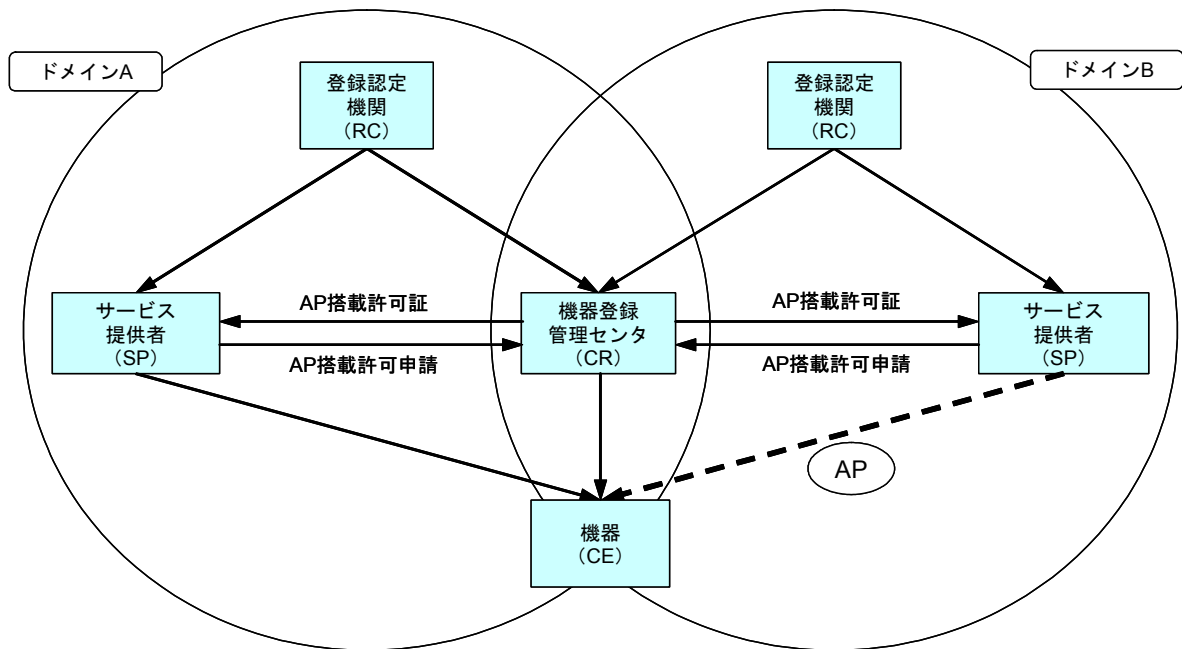 ドメインA
ドメインB
登録認定
機関
（RC）
登録認定
機関
（RC）
サービス
提供者
（SP）
AP搭載許可証
AP搭載許可申請
機器登録
管理センタ
（CR）
AP搭載許可証
AP搭載許可申請
サービス
提供者
（SP）
AP
機器
（CE）